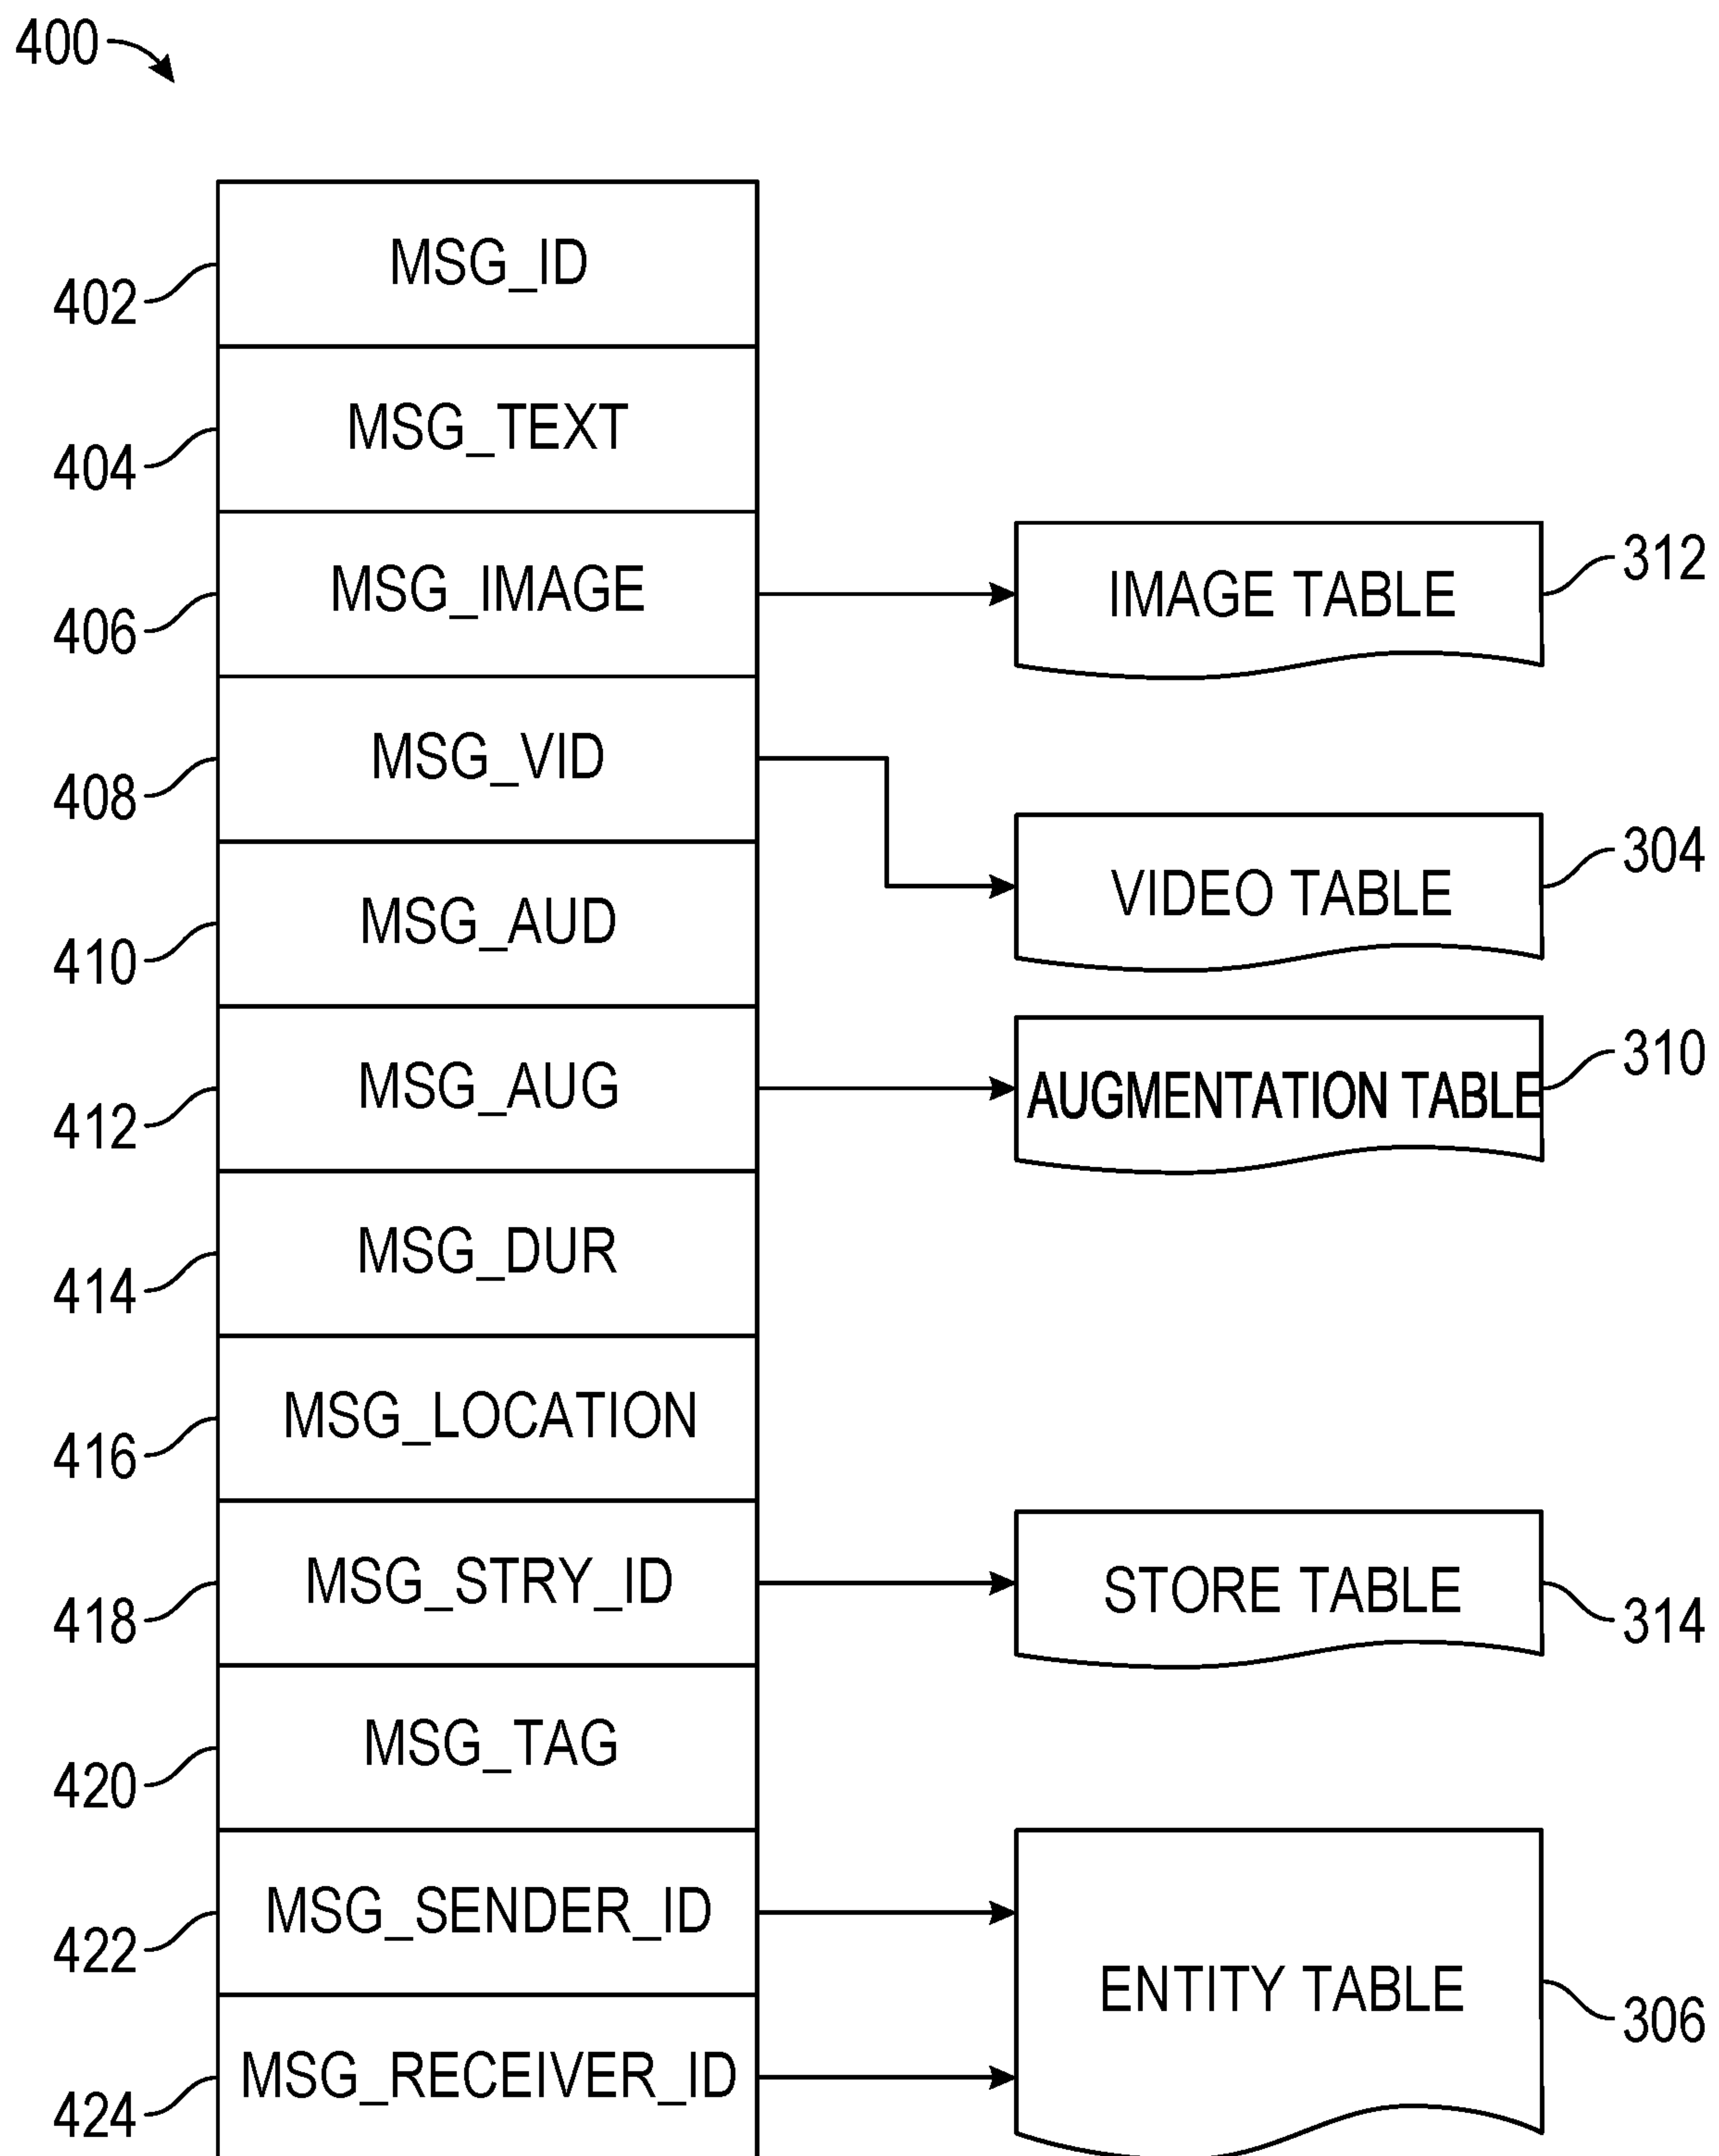 400
MSG_ID
402
MSG_TEXT
404
MSG_IMAGE
406
IMAGE TABLE
312
MSG_VID
408
VIDEO TABLE
304
MSG_AUD
410
MSG_AUG
412
AUGMENTATION TABLE
310
MSG_DUR
414
MSG_LOCATION
416
MSG_STRY_ID
418
STORE TABLE
314
MSG_TAG
420
MSG_SENDER_ID
422
ENTITY TABLE
306
MSG_RECEIVER_ID
424